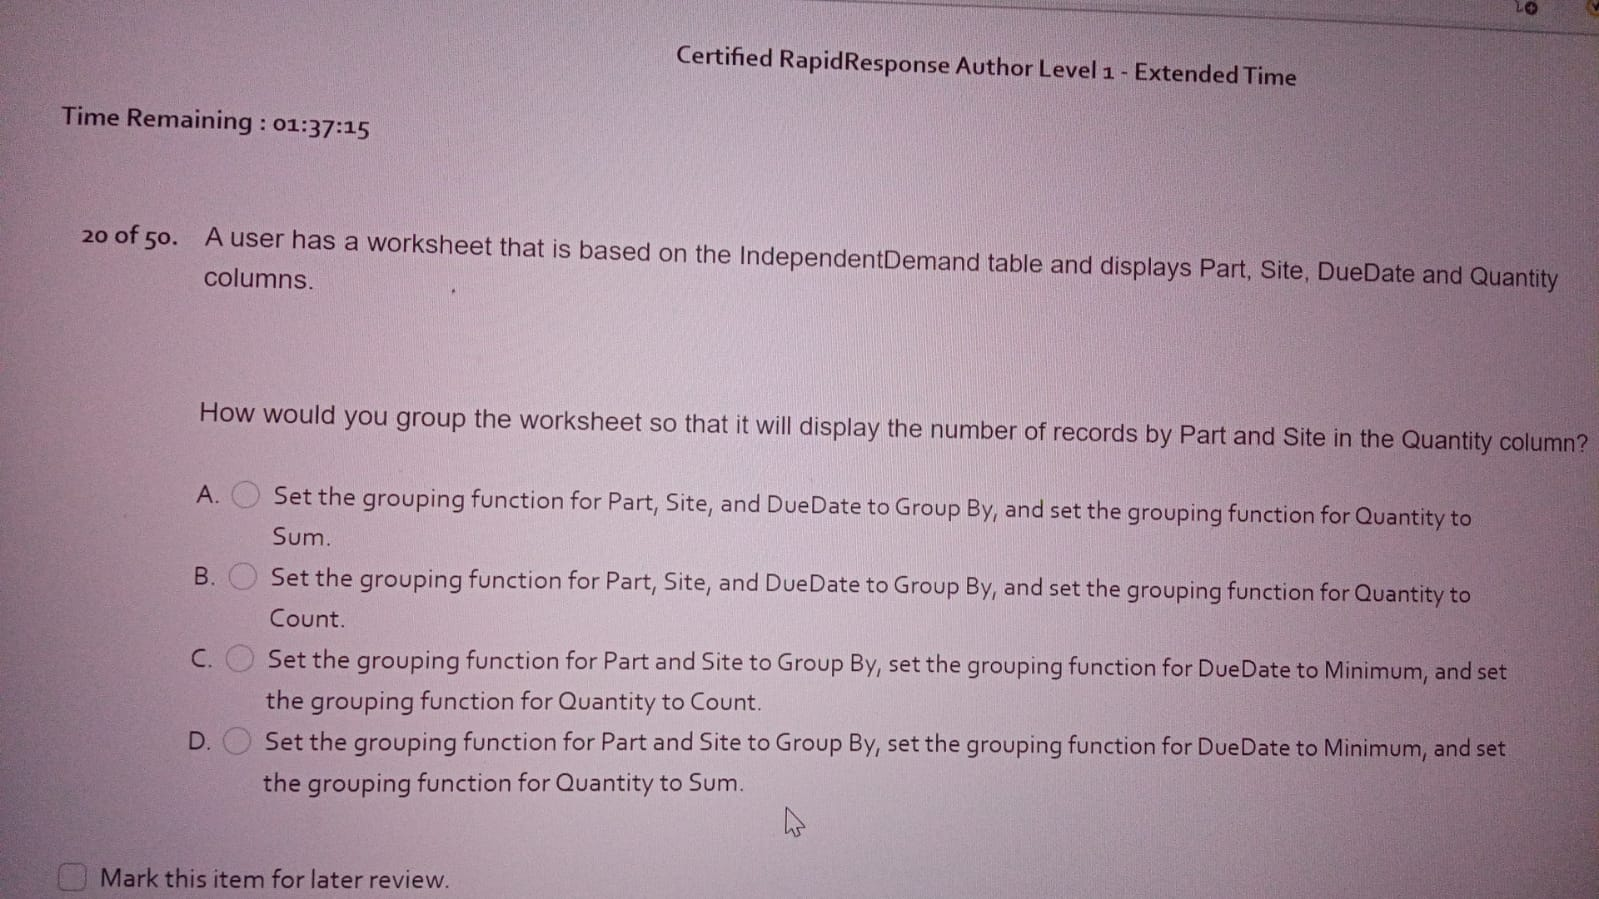 Certified RapidResponse Author Level 1 - Extended Time
Time Remaining : 01:37:15
20 of 50. A user has a worksheet that is based on the IndependentDemand table and displays Part, Site, DueDate and Quantity
columns.
How would you group the worksheet so that it will display the number of records by Part and Site in the Quantity column?
A. Set the grouping function for Part, Site, and DueDate to Group By, and set the grouping function for Quantity to
Sum.
B. Set the grouping function for Part, Site, and DueDate to Group By, and set the grouping function for Quantity to
Count.
C. Set the grouping function for Part and Site to Group By, set the grouping function for DueDate to Minimum, and set
the grouping function for Quantity to Count.
D. Set the grouping function for Part and Site to Group By, set the grouping function for DueDate to Minimum, and set
the grouping function for Quantity to Sum.
Mark this item for later review.